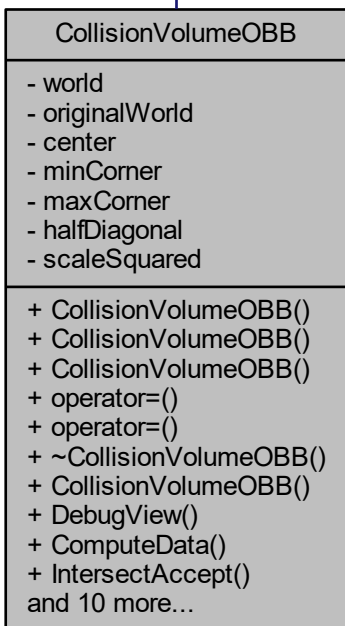 CollisionVolumeOBB
- world
- originalWorld
- center
- minCorner
- maxCorner
- halfDiagonal
- scaleSquared
+ CollisionVolumeOBB()
+ CollisionVolumeOBB()
+ CollisionVolumeOBB()
+ operator=()
+ operator=()
+ ~CollisionVolumeOBB()
+ CollisionVolumeOBB()
+ DebugView()
+ ComputeData()
+ IntersectAccept()
and 10 more...